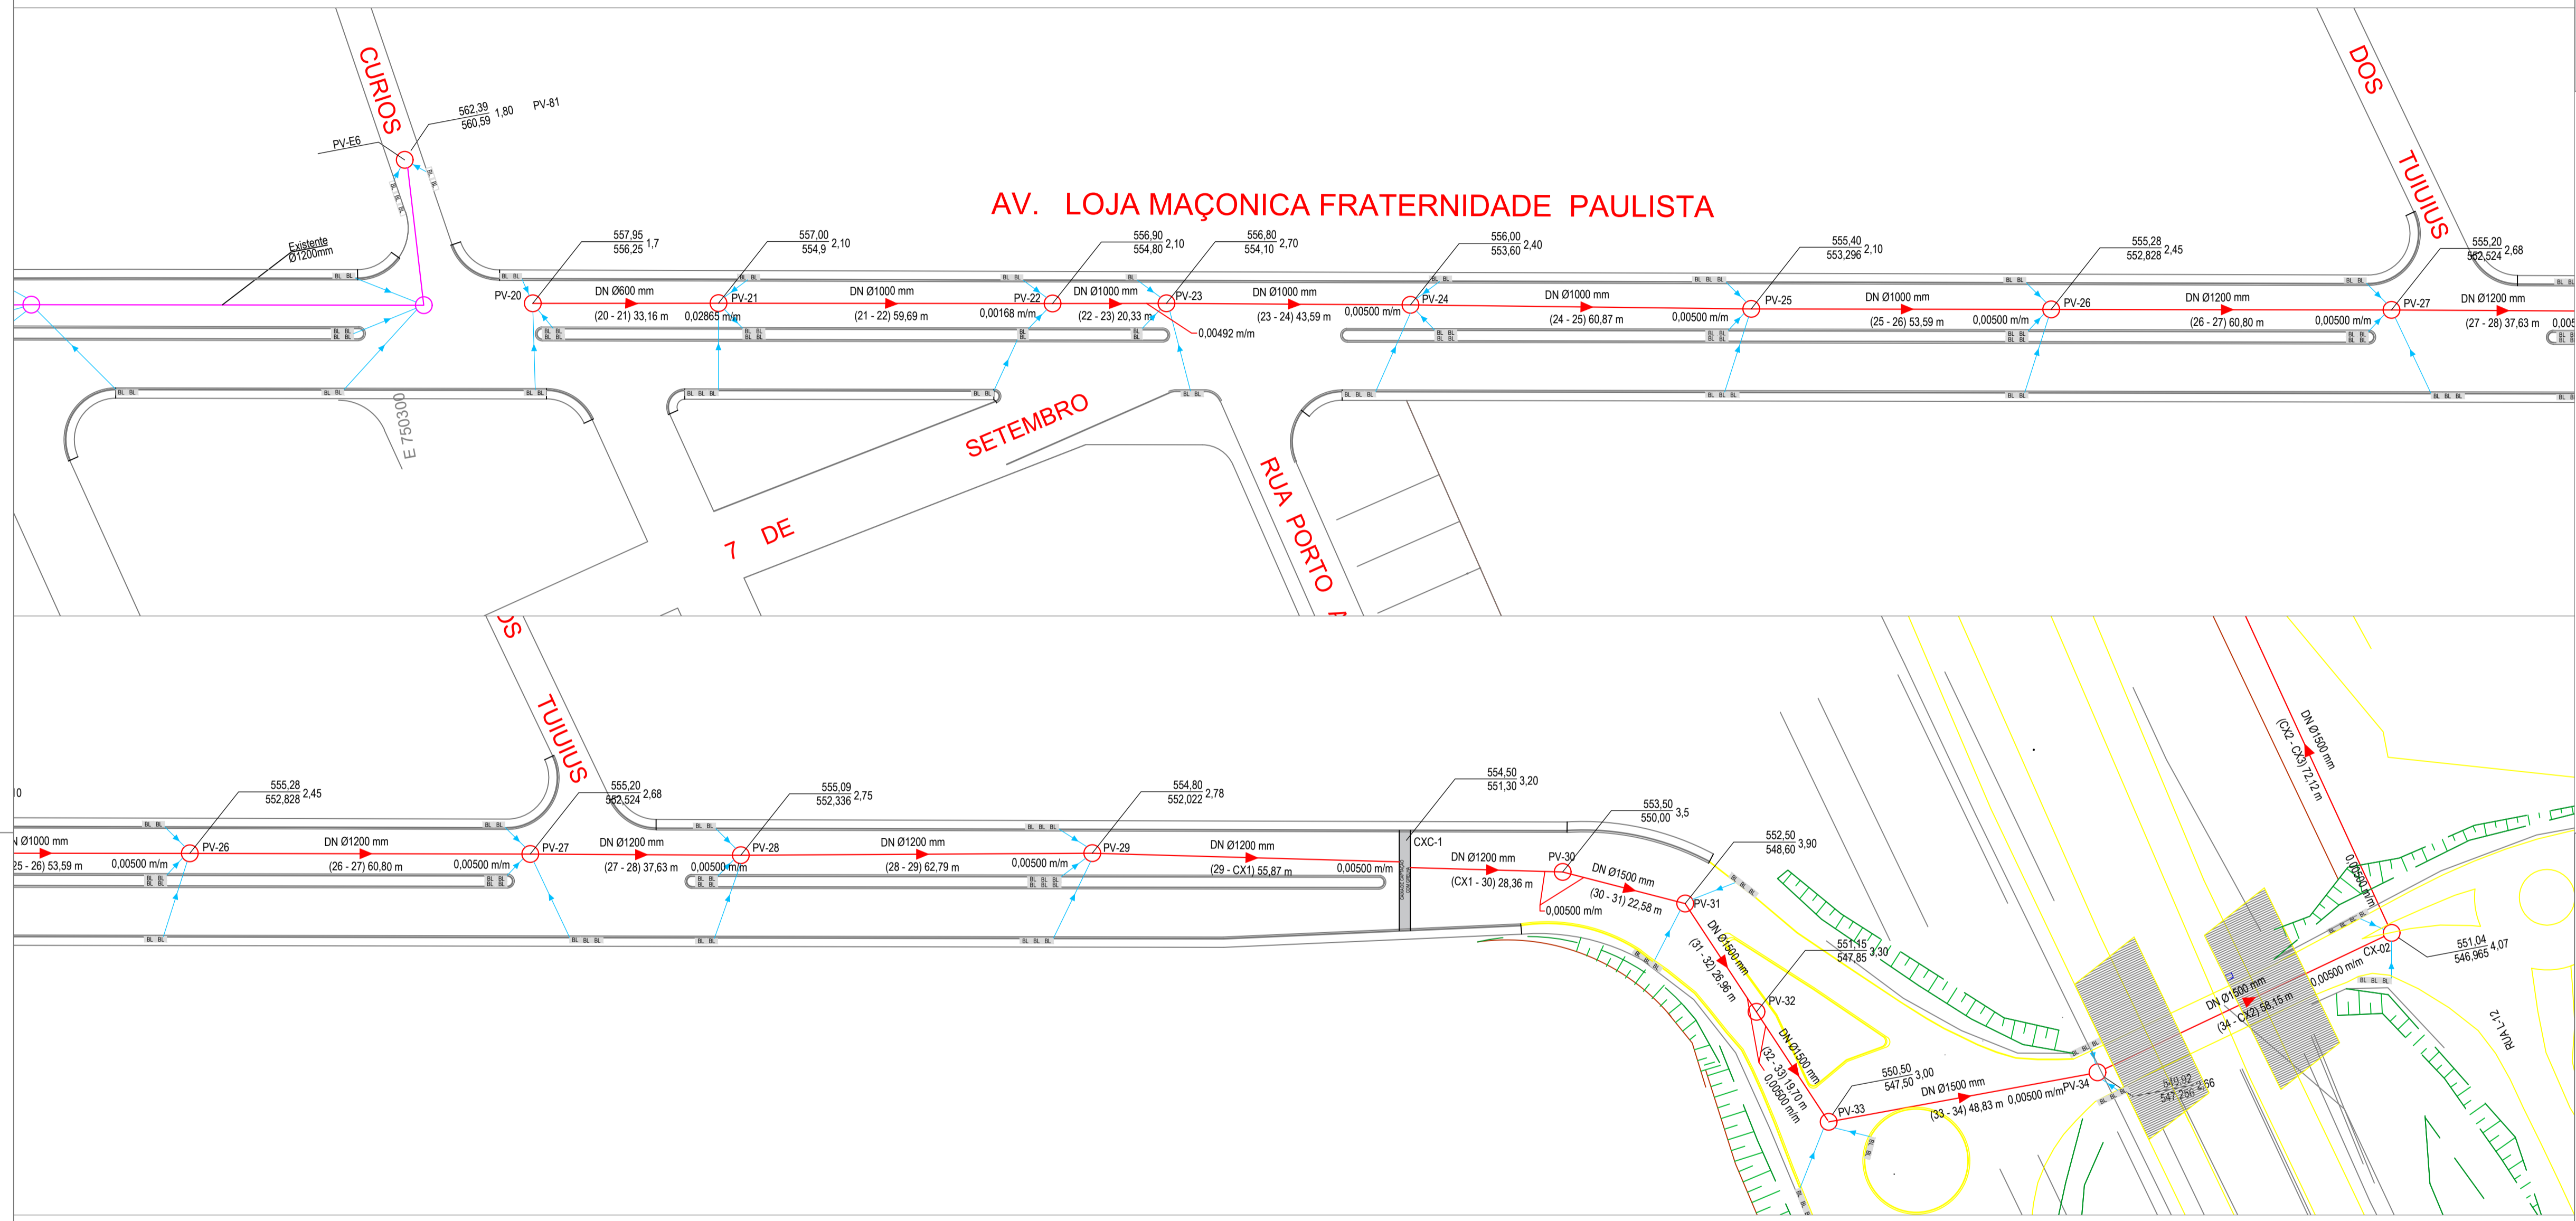 CURIOS
562,39
560,59
1,80
PV-81
PV-E6
AV. LOJA MAÇONICA FRATERNIDADE PAULISTA
DOS
TUIUIUS
Existente
Ø1200mm
557,95
556,25
1,7
557,00
554,9
2,10
556,90
554,80
2,10
556,80
554,10
2,70
556,00
553,60
2,40
555,40
553,296
2,10
555,28
552,828
2,45
555,20
552,524
2,68
PV-20
DN Ø600 mm
(20 - 21) 33,16 m
0,02865 m/m
PV-21
DN Ø1000 mm
(21 - 22) 59,69 m
0,00168 m/m
PV-22
DN Ø1000 mm
(22 - 23) 20,33 m
0,00492 m/m
PV-23
DN Ø1000 mm
(23 - 24) 43,59 m
0,00500 m/m
PV-24
DN Ø1000 mm
(24 - 25) 60,87 m
0,00500 m/m
PV-25
DN Ø1000 mm
(25 - 26) 53,59 m
0,00500 m/m
PV-26
DN Ø1200 mm
(26 - 27) 60,80 m
0,00500 m/m
PV-27
DN Ø1200 mm
(27 - 28) 37,63 m
E 750300
7 DE SETEMBRO
RUA PORTO
TUIUIUS
555,28
552,828
2,45
555,20
552,524
2,68
555,09
552,336
2,75
554,80
552,022
2,78
554,50
551,30
3,20
553,50
550,00
3,5
552,50
548,60
3,90
Ø1000 mm
25 - 26) 53,59 m
0,00500 m/m
PV-26
DN Ø1200 mm
(26 - 27) 60,80 m
0,00500 m/m
PV-27
DN Ø1200 mm
(27 - 28) 37,63 m
0,00500 m/m
PV-28
DN Ø1200 mm
(28 - 29) 62,79 m
0,00500 m/m
PV-29
DN Ø1200 mm
(29 - CX1) 55,87 m
0,00500 m/m
CXC-1
DN Ø1200 mm
(CX1 - 30) 28,36 m
0,00500 m/m
PV-30
DN Ø1500 mm
(30 - 31) 22,58 m
PV-31
DN Ø1500 mm
(31 - 32) 26,96 m
551,15
547,85
3,30
PV-32
DN Ø1500 mm
(32 - 33) 19,70 m
0,00500 m/m
550,50
547,50
3,00
PV-33
DN Ø1500 mm
(33 - 34) 48,83 m 0,00500 m/m
PV-34
547,256
DN Ø1500 mm
(34 - CX2) 58,15 m
0,00500 m/m
CX-02
551,04
546,965
4,07
DN Ø1500 mm
(CX2 - CX3) 72,12 m
0,00500 m/m
RUA L-12